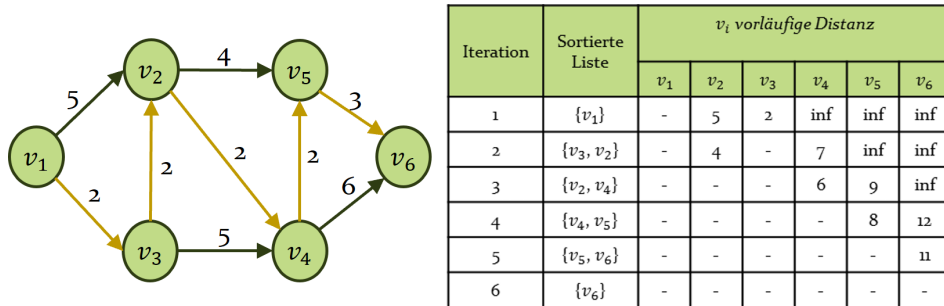 5
2
2
4
2
5
2
3
6
v₁
v₂
v₃
v₄
v₅
v₆
Iteration Sortierte Liste vᵢ vorläufige Distanz
v₁ v₂ v₃ v₄ v₅ v₆
1 {v₁} - 5 2 inf inf inf
2 {v₃, v₂} - 4 - 7 inf inf
3 {v₂, v₄} - - - 6 9 inf
4 {v₄, v₅} - - - - 8 12
5 {v₅, v₆} - - - - - 11
6 {v₆} - - - - - -